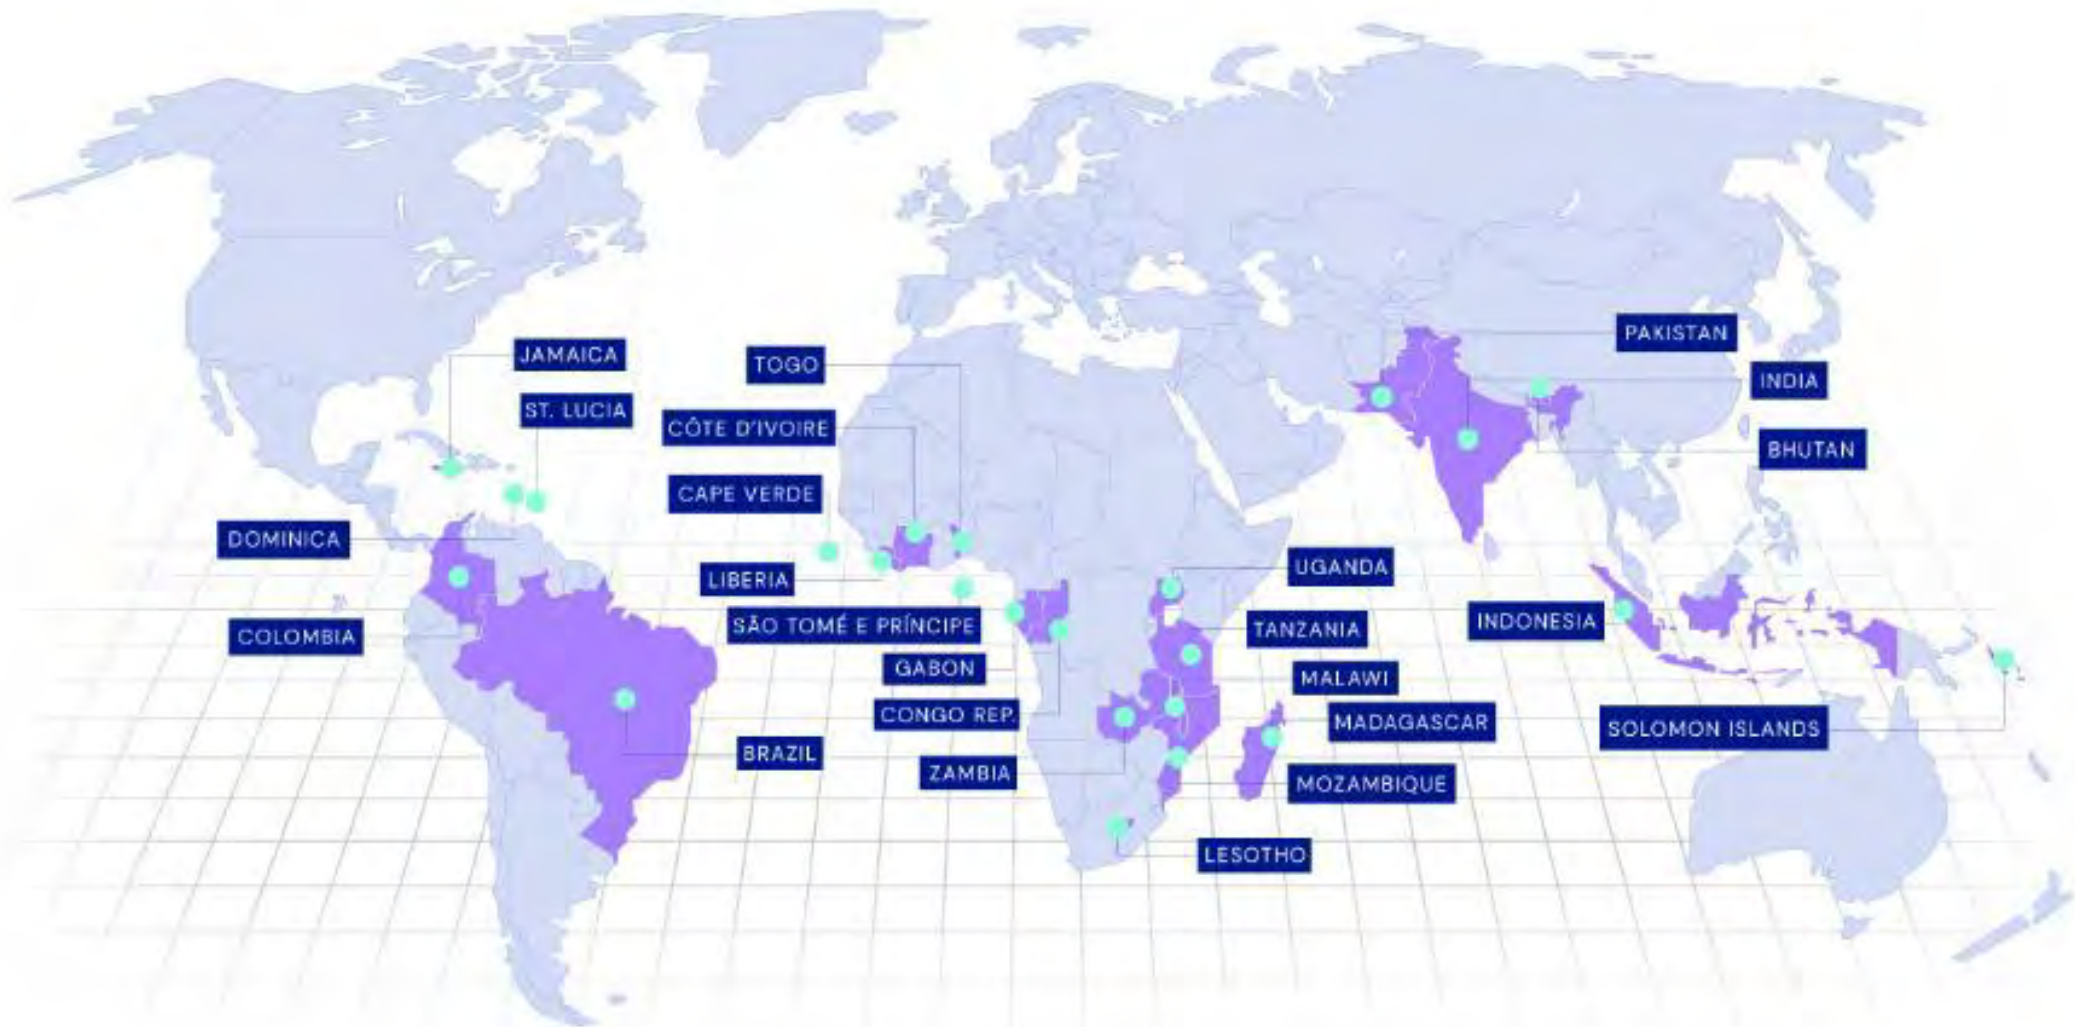 JAMAICA
ST. LUCIA
DOMINICA
COLOMBIA
BRAZIL
TOGO
CÔTE D'IVOIRE
CAPE VERDE
LIBERIA
SÃO TOMÉ E PRÍNCIPE
GABON
CONGO REP.
ZAMBIA
UGANDA
TANZANIA
MALAWI
MADAGASCAR
MOZAMBIQUE
LESOTHO
PAKISTAN
INDIA
BHUTAN
INDONESIA
SOLOMON ISLANDS